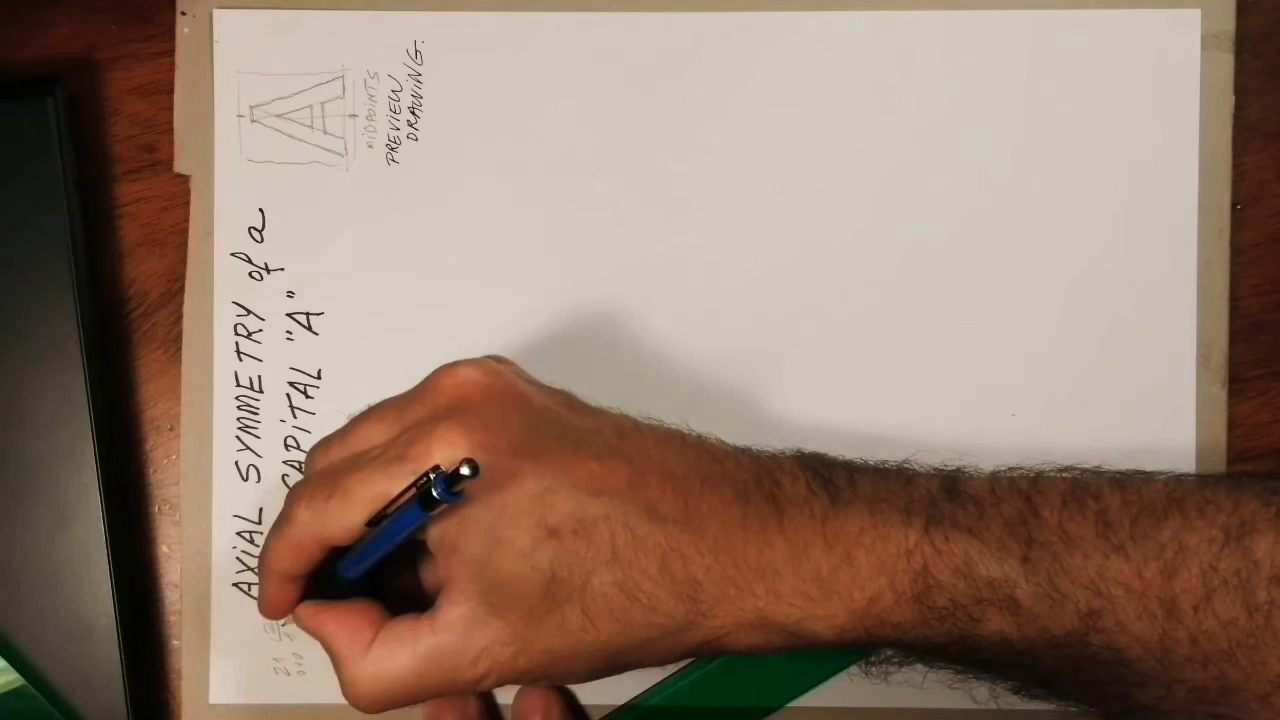 AXiAL SYMMETRY of a
CAPiTAL "A"
A
MiDPOiNTS
PREViEW
DRAWiNG.